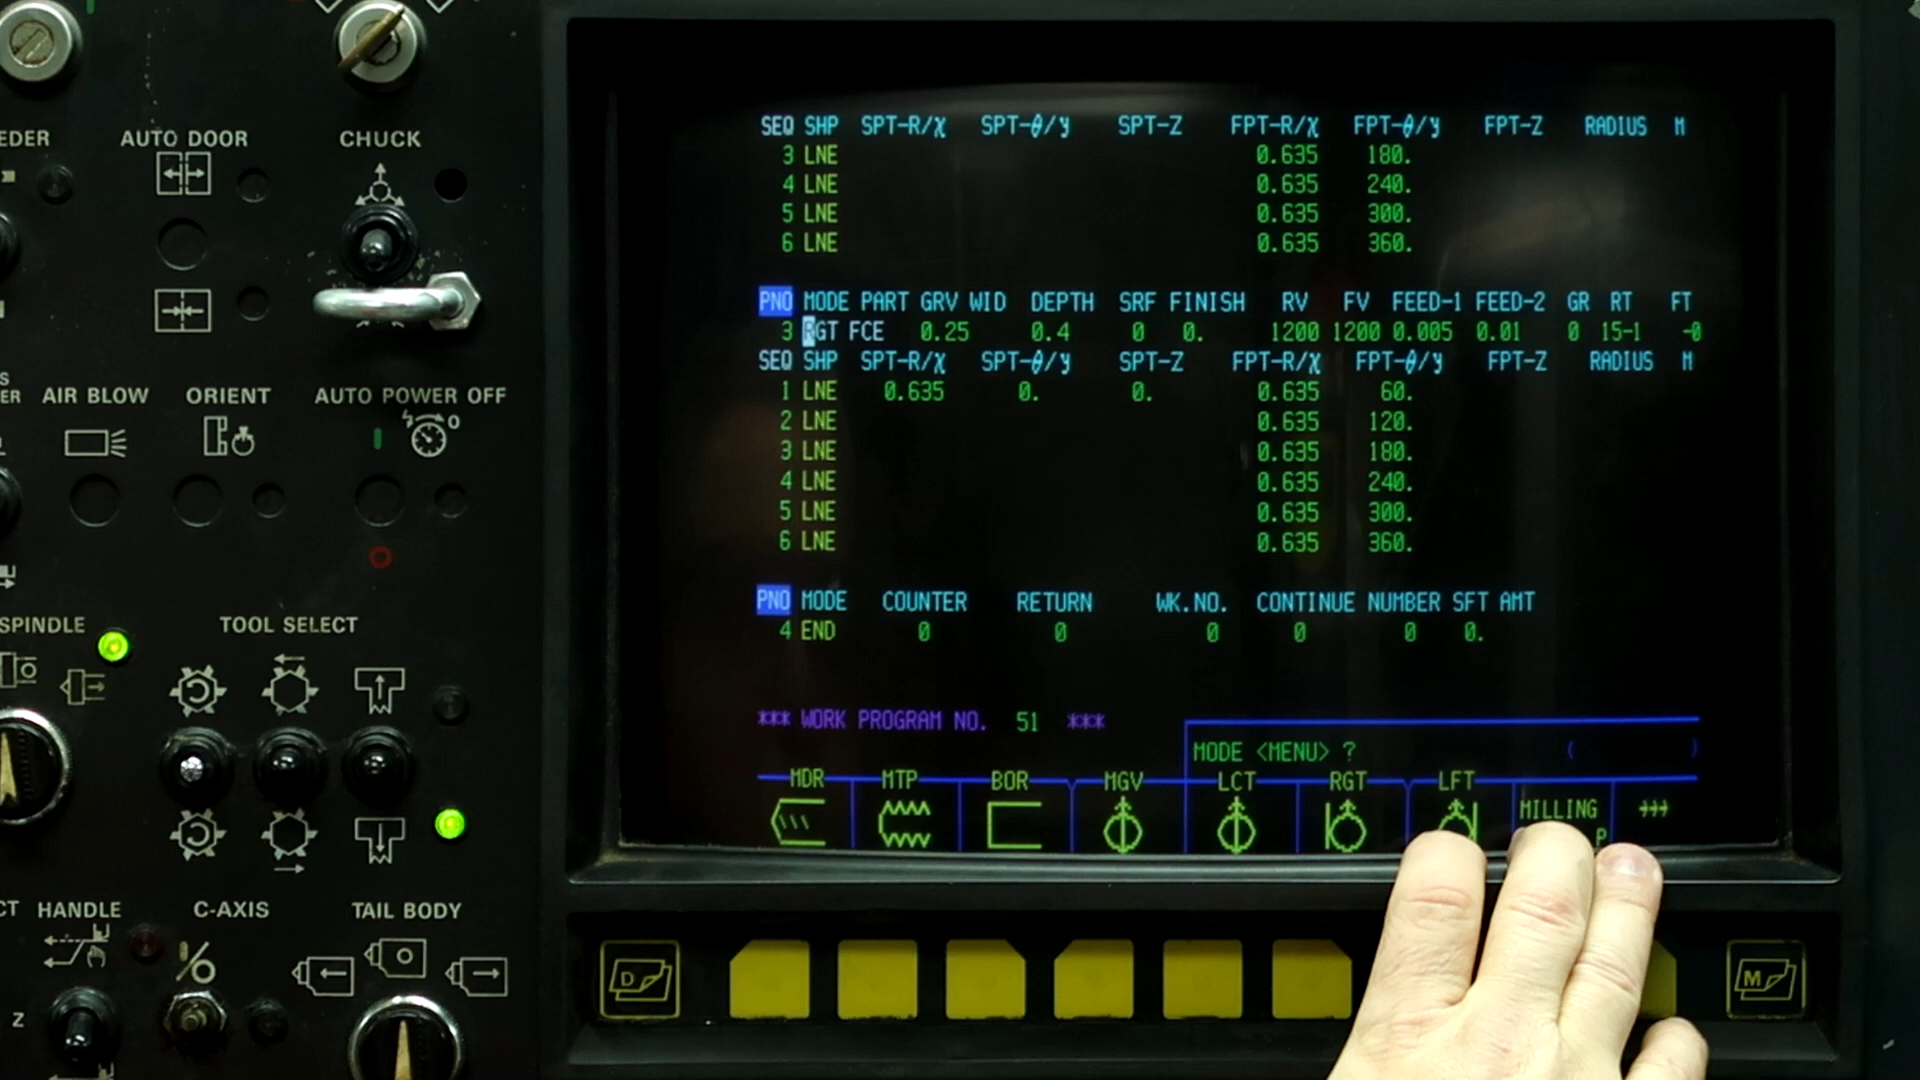 EDER AUTO DOOR CHUCK
AIR BLOW ORIENT AUTO POWER OFF
SPINDLE TOOL SELECT
HANDLE C-AXIS TAIL BODY
Z
SEQ SHP SPT-R/χ SPT-θ/y SPT-Z FPT-R/χ FPT-θ/y FPT-Z RADIUS M
3 LNE 0.635 180.
4 LNE 0.635 240.
5 LNE 0.635 300.
6 LNE 0.635 360.
PNO MODE PART GRV WID DEPTH SRF FINISH RV FV FEED-1 FEED-2 GR RT FT
3 RGT FCE 0.25 0.4 0 0. 1200 1200 0.005 0.01 0 15-1 -0
SEQ SHP SPT-R/χ SPT-θ/y SPT-Z FPT-R/χ FPT-θ/y FPT-Z RADIUS M
1 LNE 0.635 0. 0. 0.635 60.
2 LNE 0.635 120.
3 LNE 0.635 180.
4 LNE 0.635 240.
5 LNE 0.635 300.
6 LNE 0.635 360.
PNO MODE COUNTER RETURN WK.NO. CONTINUE NUMBER SFT AMT
4 END 0 0 0 0 0 0.
*** WORK PROGRAM NO. 51 ***
MODE <MENU> ? ( )
MDR MTP BOR MGV LCT RGT LFT MILLING
P
D M